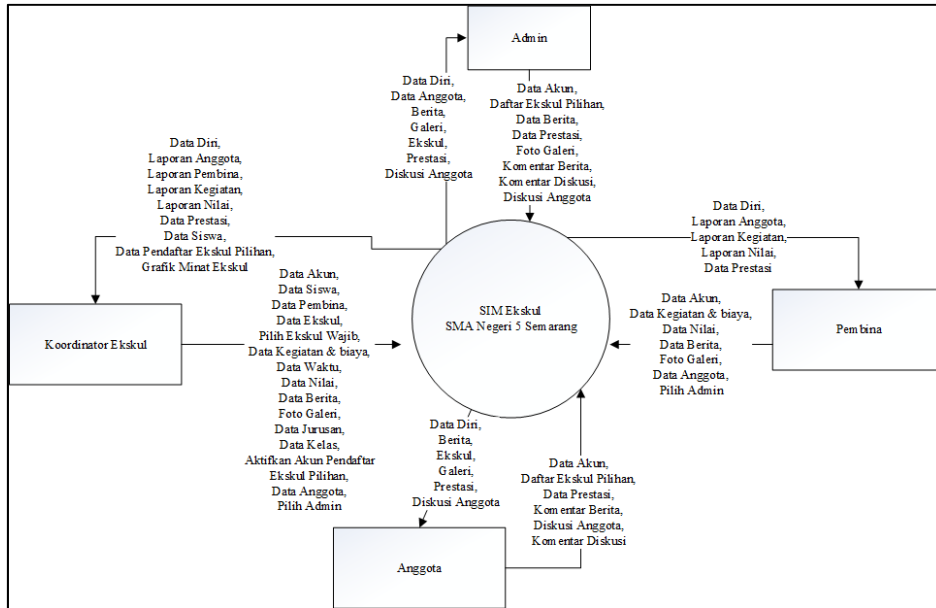 Admin
Data Diri,
Data Anggota,
Berita,
Galeri,
Ekskul,
Prestasi,
Diskusi Anggota
Data Akun,
Daftar Ekskul Pilihan,
Data Berita,
Data Prestasi,
Foto Galeri,
Komentar Berita,
Komentar Diskusi,
Diskusi Anggota
Data Diri,
Laporan Anggota,
Laporan Pembina,
Laporan Kegiatan,
Laporan Nilai,
Data Prestasi,
Data Siswa,
Data Pendaftar Ekskul Pilihan,
Grafik Minat Ekskul
Data Diri,
Laporan Anggota,
Laporan Kegiatan,
Laporan Nilai,
Data Prestasi
Koordinator Ekskul
Data Akun,
Data Siswa,
Data Pembina,
Data Ekskul,
Pilih Ekskul Wajib,
Data Kegiatan & biaya,
Data Waktu,
Data Nilai,
Data Berita,
Foto Galeri,
Data Jurusan,
Data Kelas,
Aktifkan Akun Pendaftar
Ekskul Pilihan,
Data Anggota,
Pilih Admin
SIM Ekskul
SMA Negeri 5 Semarang
Data Akun,
Data Kegiatan & biaya,
Data Nilai,
Data Berita,
Foto Galeri,
Data Anggota,
Pilih Admin
Pembina
Data Diri,
Berita,
Ekskul,
Galeri,
Prestasi,
Diskusi Anggota
Data Akun,
Daftar Ekskul Pilihan,
Data Prestasi,
Komentar Berita,
Diskusi Anggota,
Komentar Diskusi
Anggota